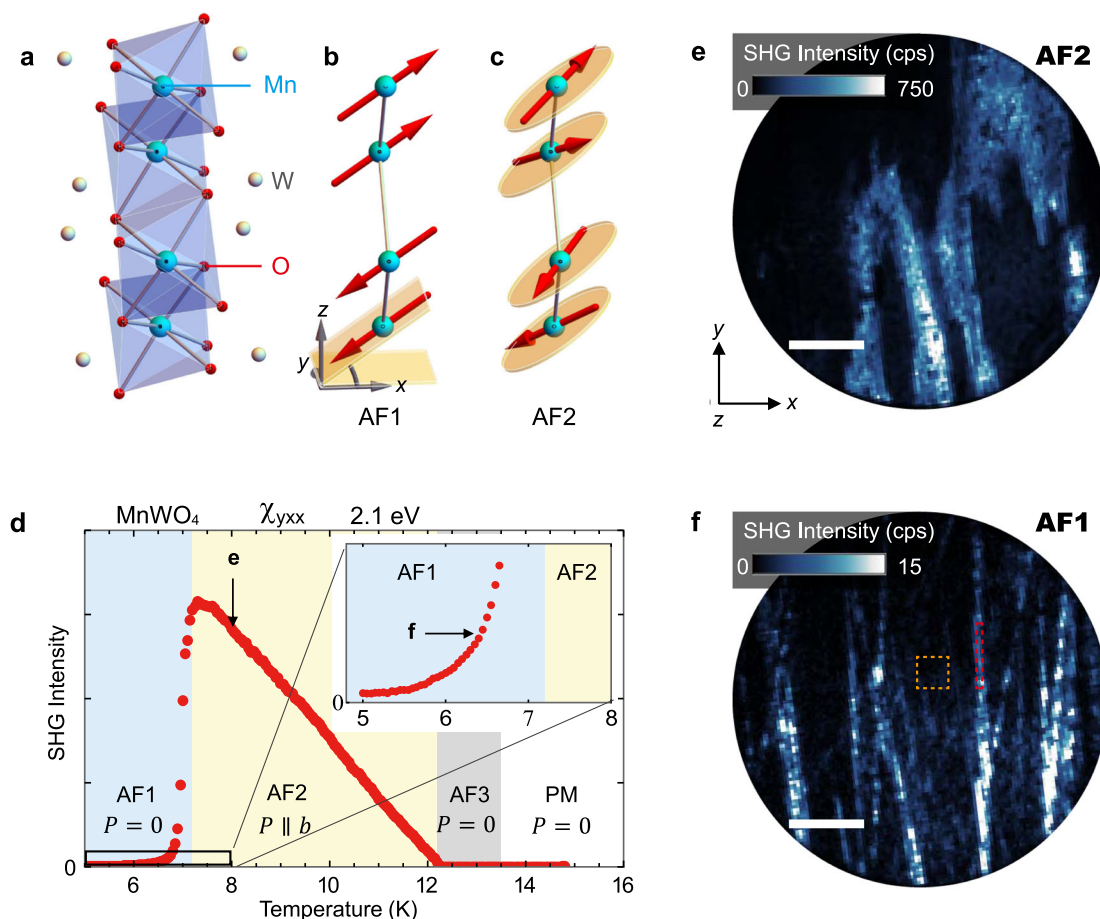 a
Mn
W
O
b
z
y
x
AF1
c
AF2
e
SHG Intensity (cps)
0 750
AF2
y
x
z
d
MnWO₄ χyxx 2.1 eV
SHG Intensity
0
e
AF1 AF2
f
0
5 6 7 8
AF1 AF2 AF3 PM
P = 0 P ∥ b P = 0 P = 0
6 8 10 12 14 16
Temperature (K)
f
SHG Intensity (cps)
0 15
AF1